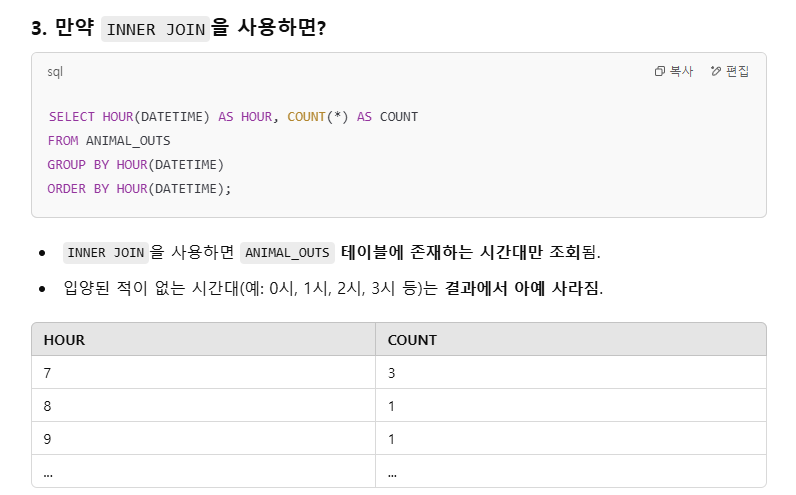 3. 만약 INNER JOIN을 사용하면?
sql
복사
편집
SELECT HOUR(DATETIME) AS HOUR, COUNT(*) AS COUNT
FROM ANIMAL_OUTS
GROUP BY HOUR(DATETIME)
ORDER BY HOUR(DATETIME);
• INNER JOIN을 사용하면 ANIMAL_OUTS 테이블에 존재하는 시간대만 조회됨.
• 입양된 적이 없는 시간대(예: 0시, 1시, 2시, 3시 등)는 결과에서 아예 사라짐.
HOUR COUNT
7 3
8 1
9 1
... ...